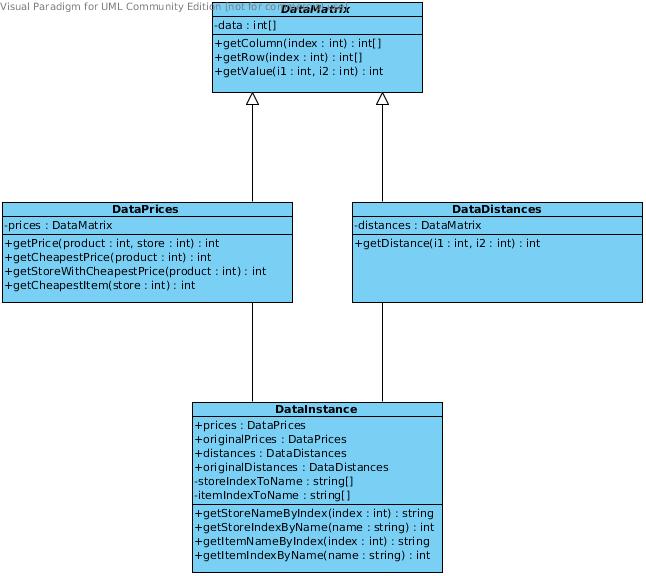 Visual Paradigm for UML Community Edition [not for commercial use]
DataMatrix
-data : int[]
+getColumn(index : int) : int[]
+getRow(index : int) : int[]
+getValue(i1 : int, i2 : int) : int
DataPrices
-prices : DataMatrix
+getPrice(product : int, store : int) : int
+getCheapestPrice(product : int) : int
+getStoreWithCheapestPrice(product : int) : int
+getCheapestItem(store : int) : int
DataDistances
-distances : DataMatrix
+getDistance(i1 : int, i2 : int) : int
DataInstance
+prices : DataPrices
+originalPrices : DataPrices
+distances : DataDistances
+originalDistances : DataDistances
-storeIndexToName : string[]
-itemIndexToName : string[]
+getStoreNameByIndex(index : int) : string
+getStoreIndexByName(name : string) : int
+getItemNameByIndex(index : int) : string
+getItemIndexByName(name : string) : int